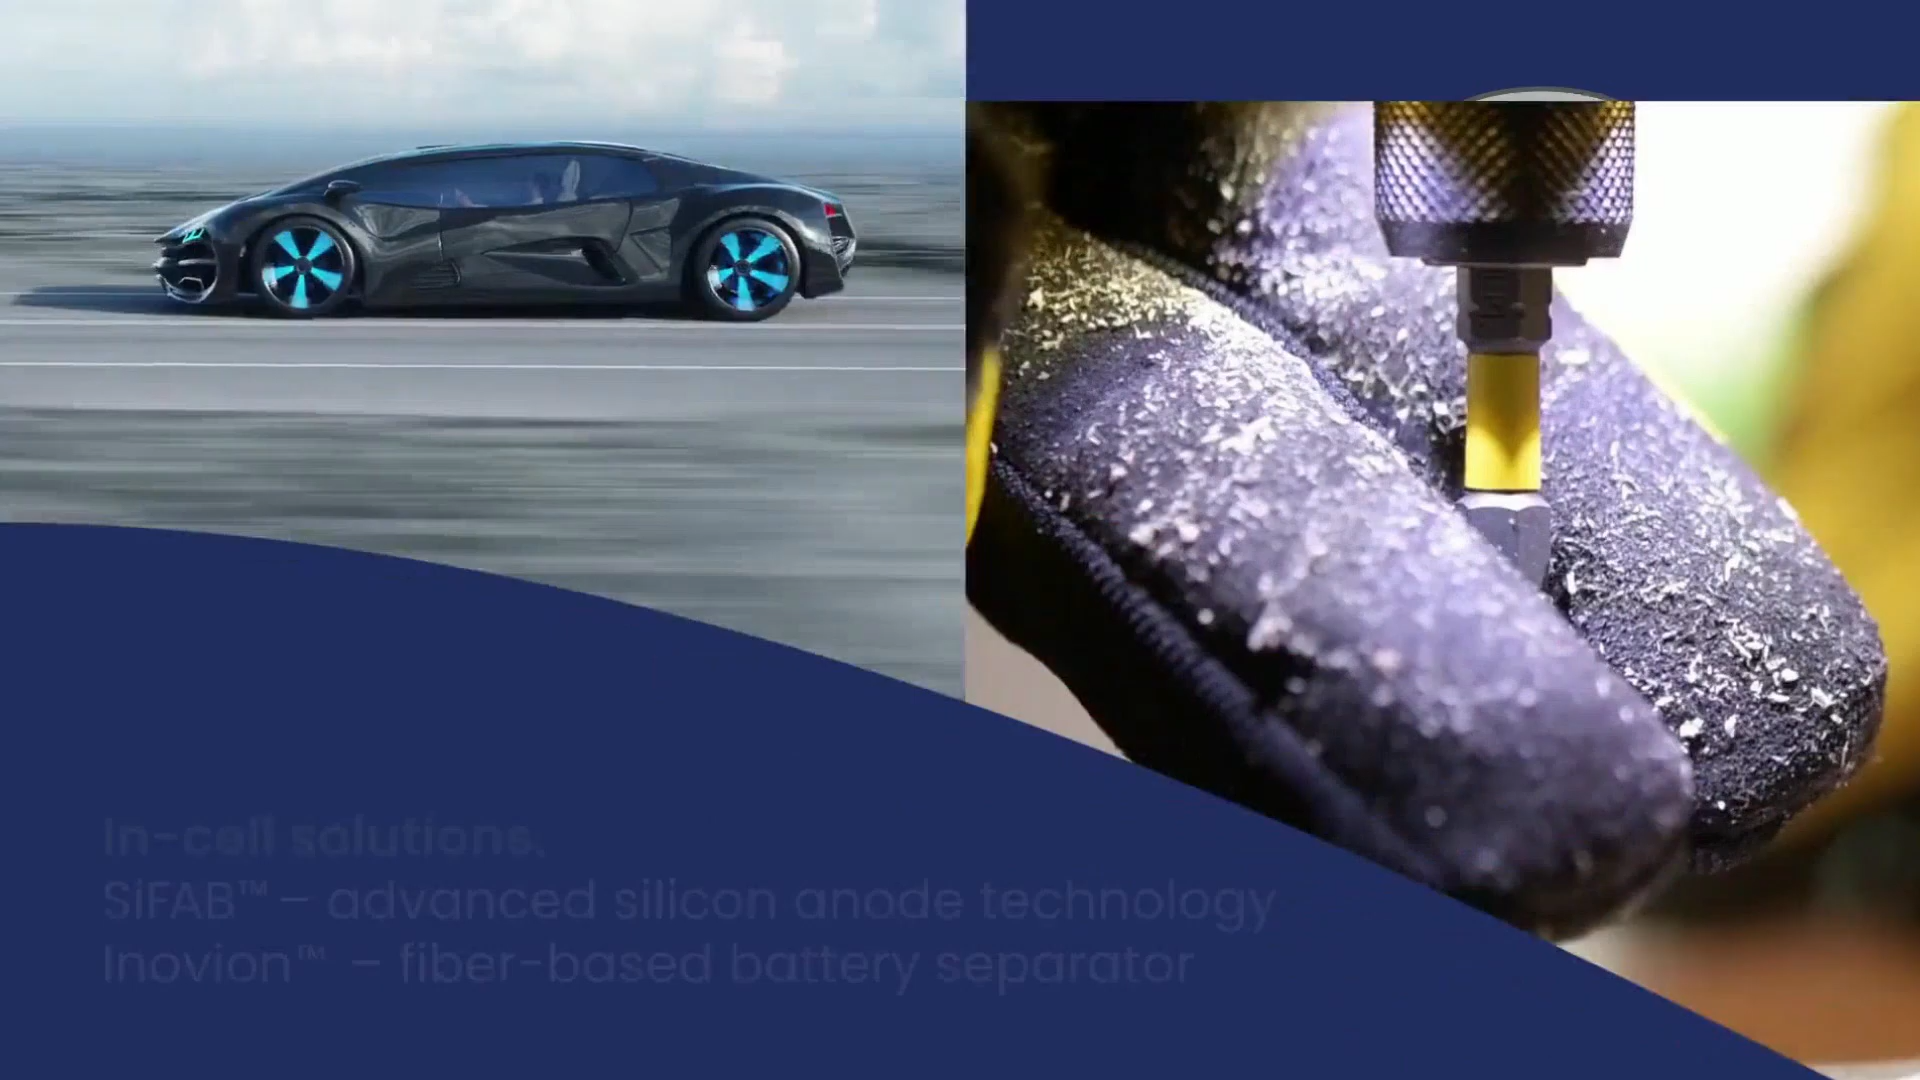 In-cell solutions.
SiFAB™ – advanced silicon anode technology
Inovion™ – fiber-based battery separator